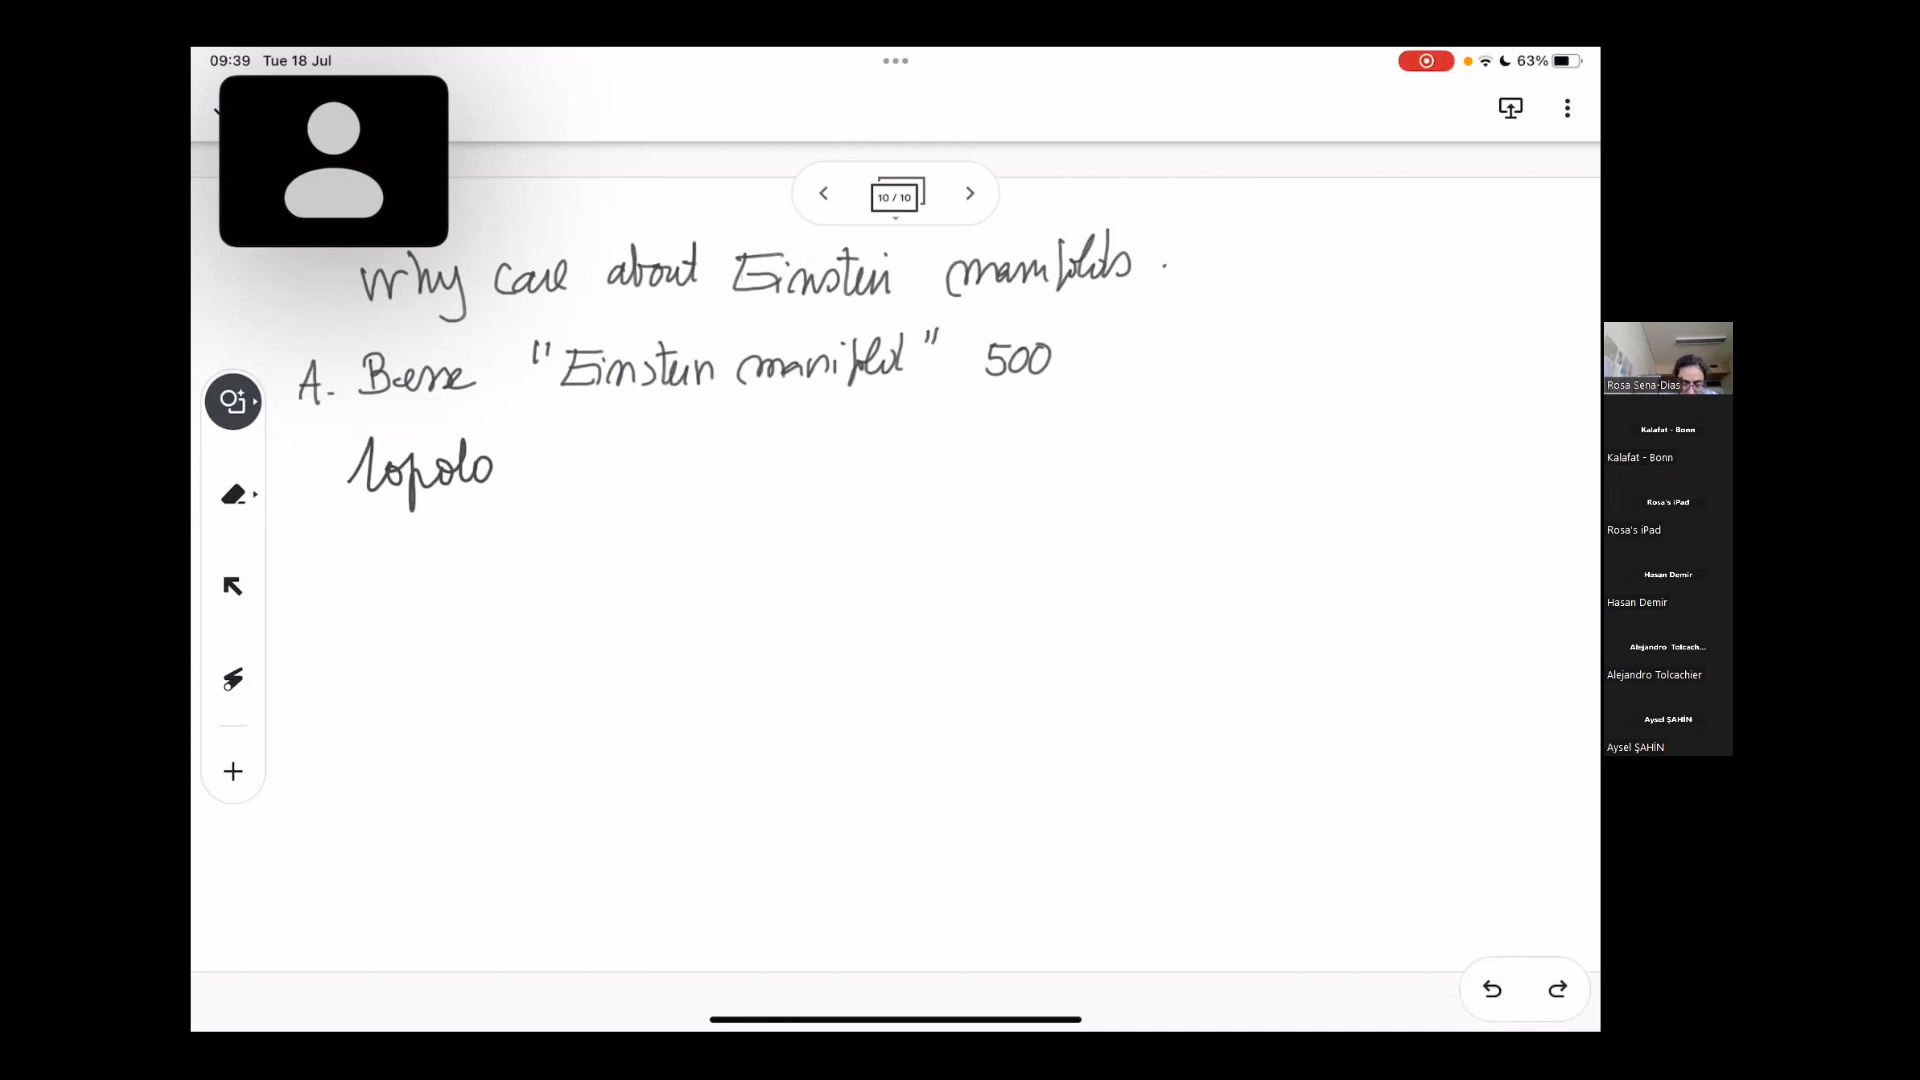 09:39 Tue 18 Jul
63%
10 / 10
Why care about Einstein manifolds.
A. Besse "Einstein manifold" 500
topolo
Rosa Sena-Dias
Kalafat - Bonn
Kalafat - Bonn
Rosa's iPad
Rosa's iPad
Hasan Demir
Hasan Demir
Alejandro Tolcach...
Alejandro Tolcachier
Aysel ŞAHİN
Aysel ŞAHİN